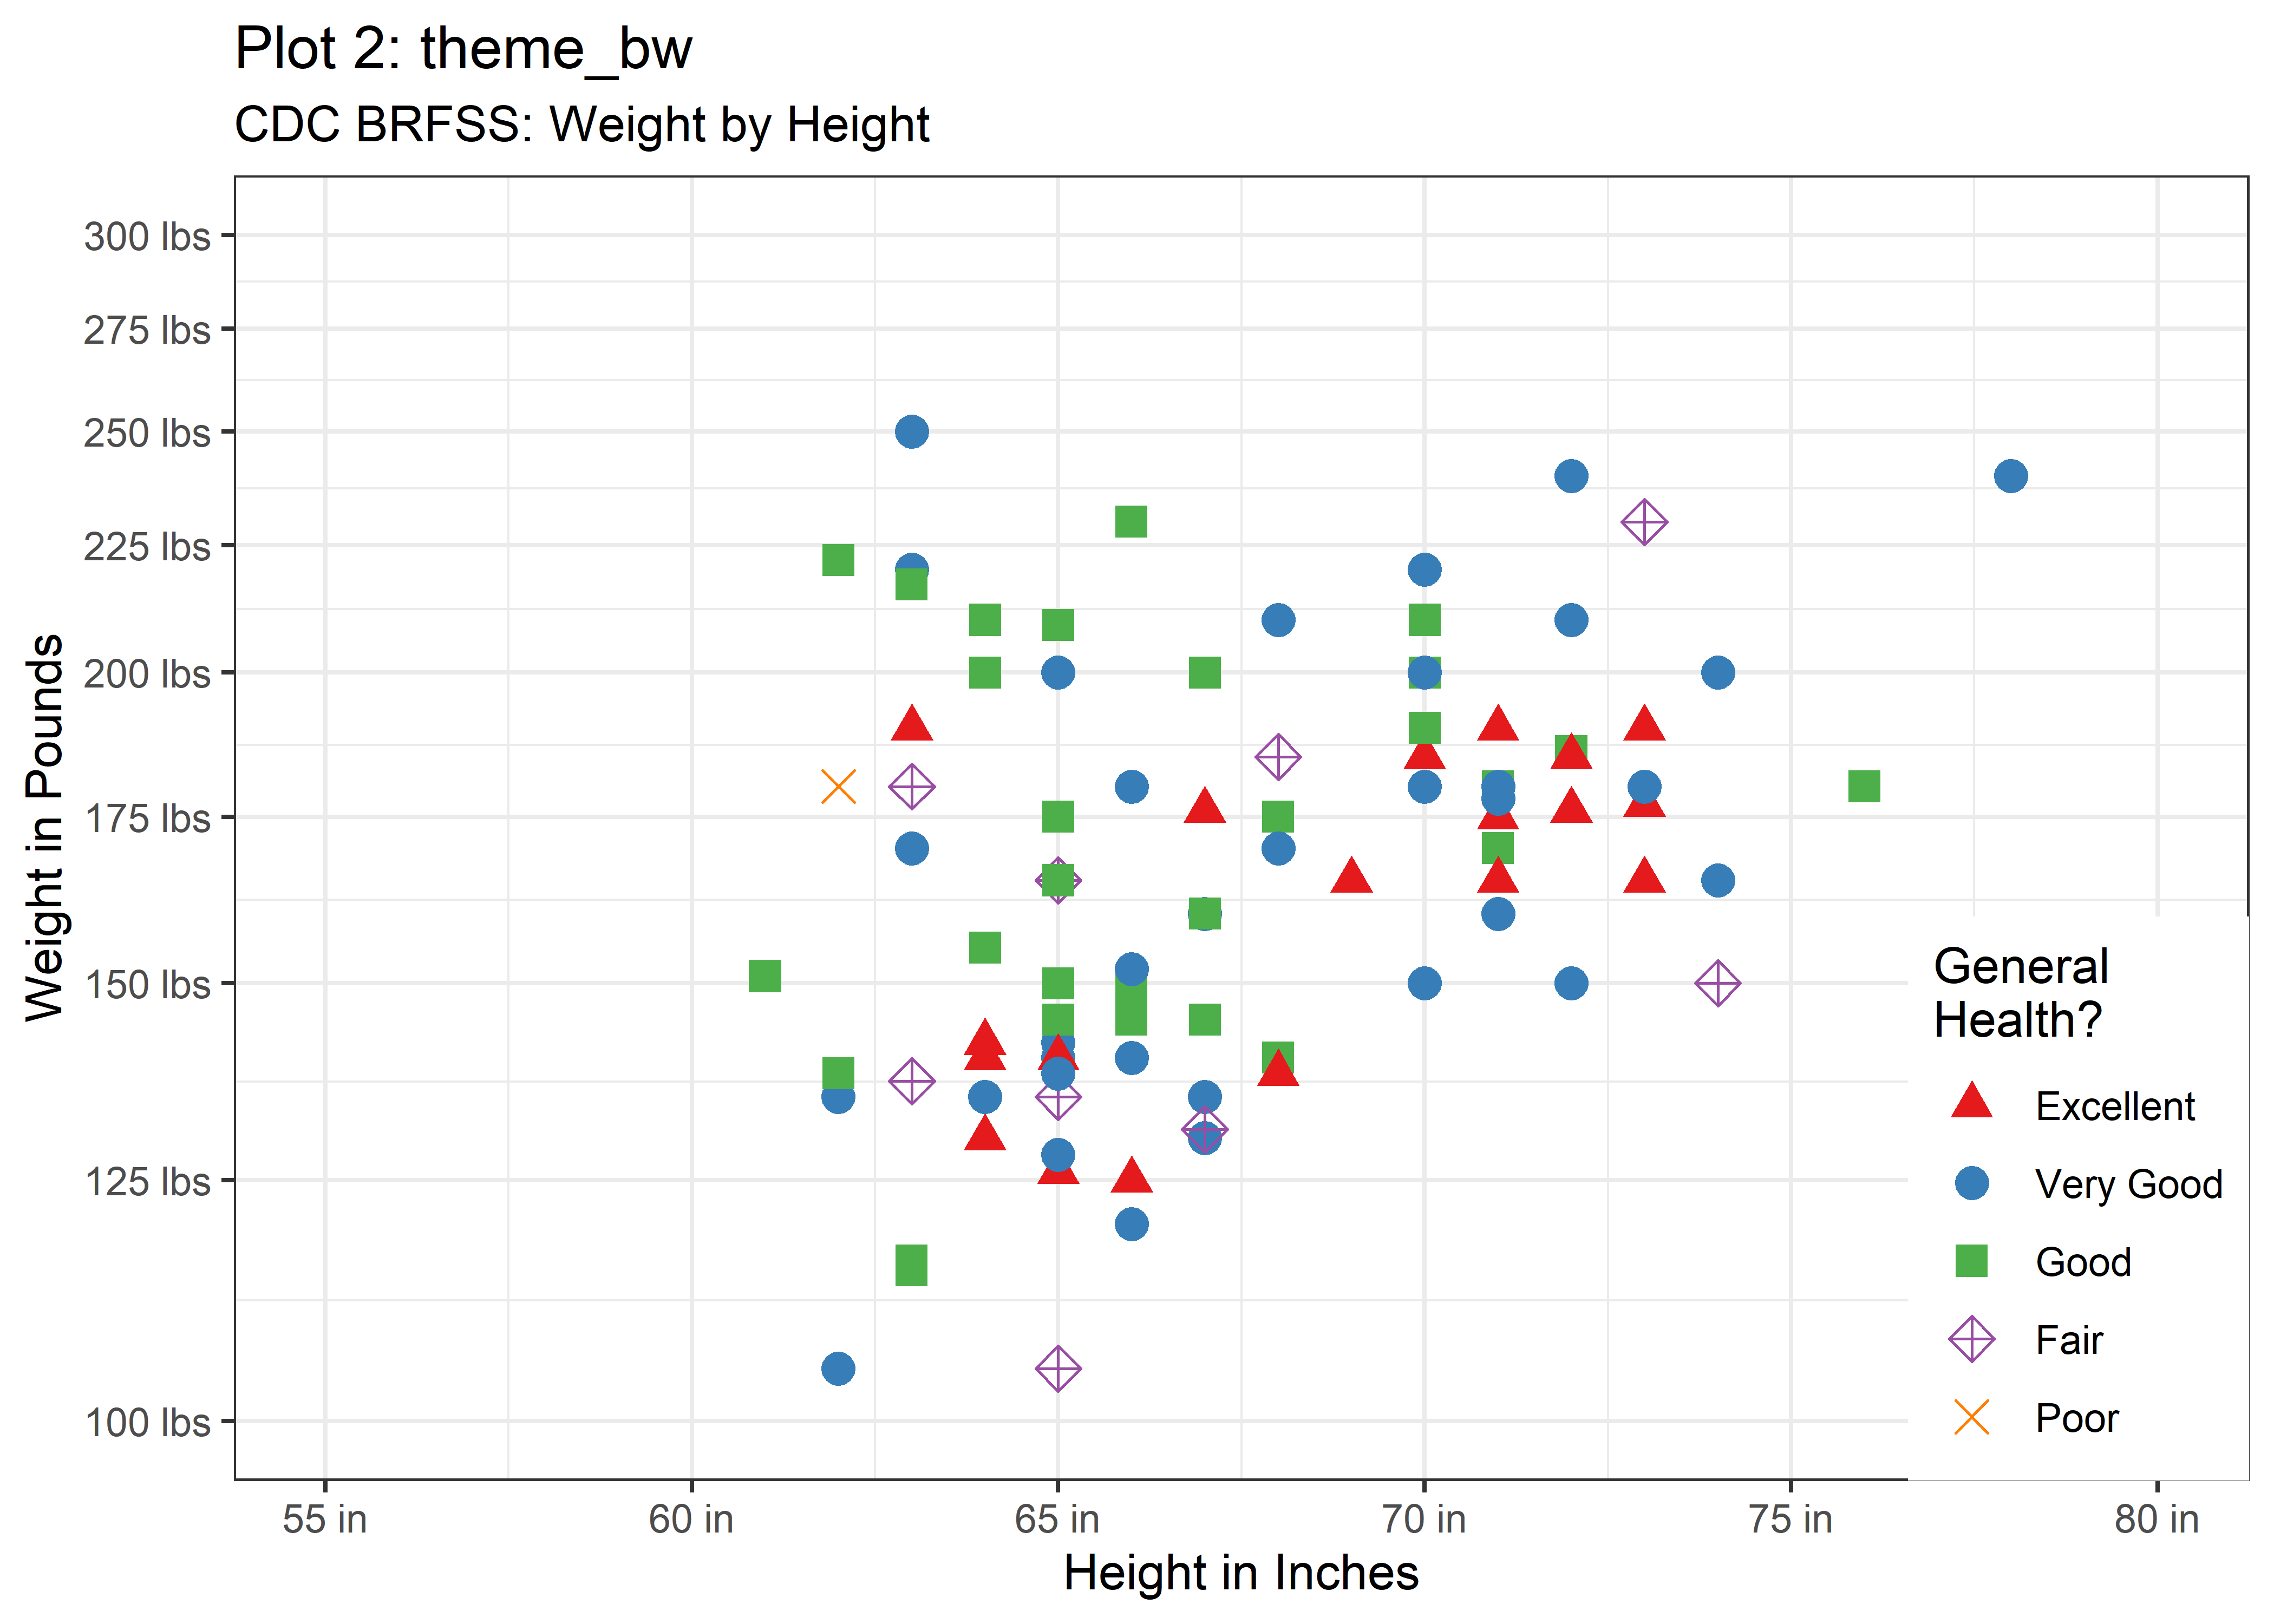 Plot 2: theme_bw
CDC BRFSS: Weight by Height
300 lbs
275 lbs
250 lbs
225 lbs
200 lbs
175 lbs
150 lbs
125 lbs
100 lbs
Weight in Pounds
55 in
60 in
65 in
70 in
75 in
80 in
Height in Inches
General
Health?
Excellent
Very Good
Good
Fair
Poor